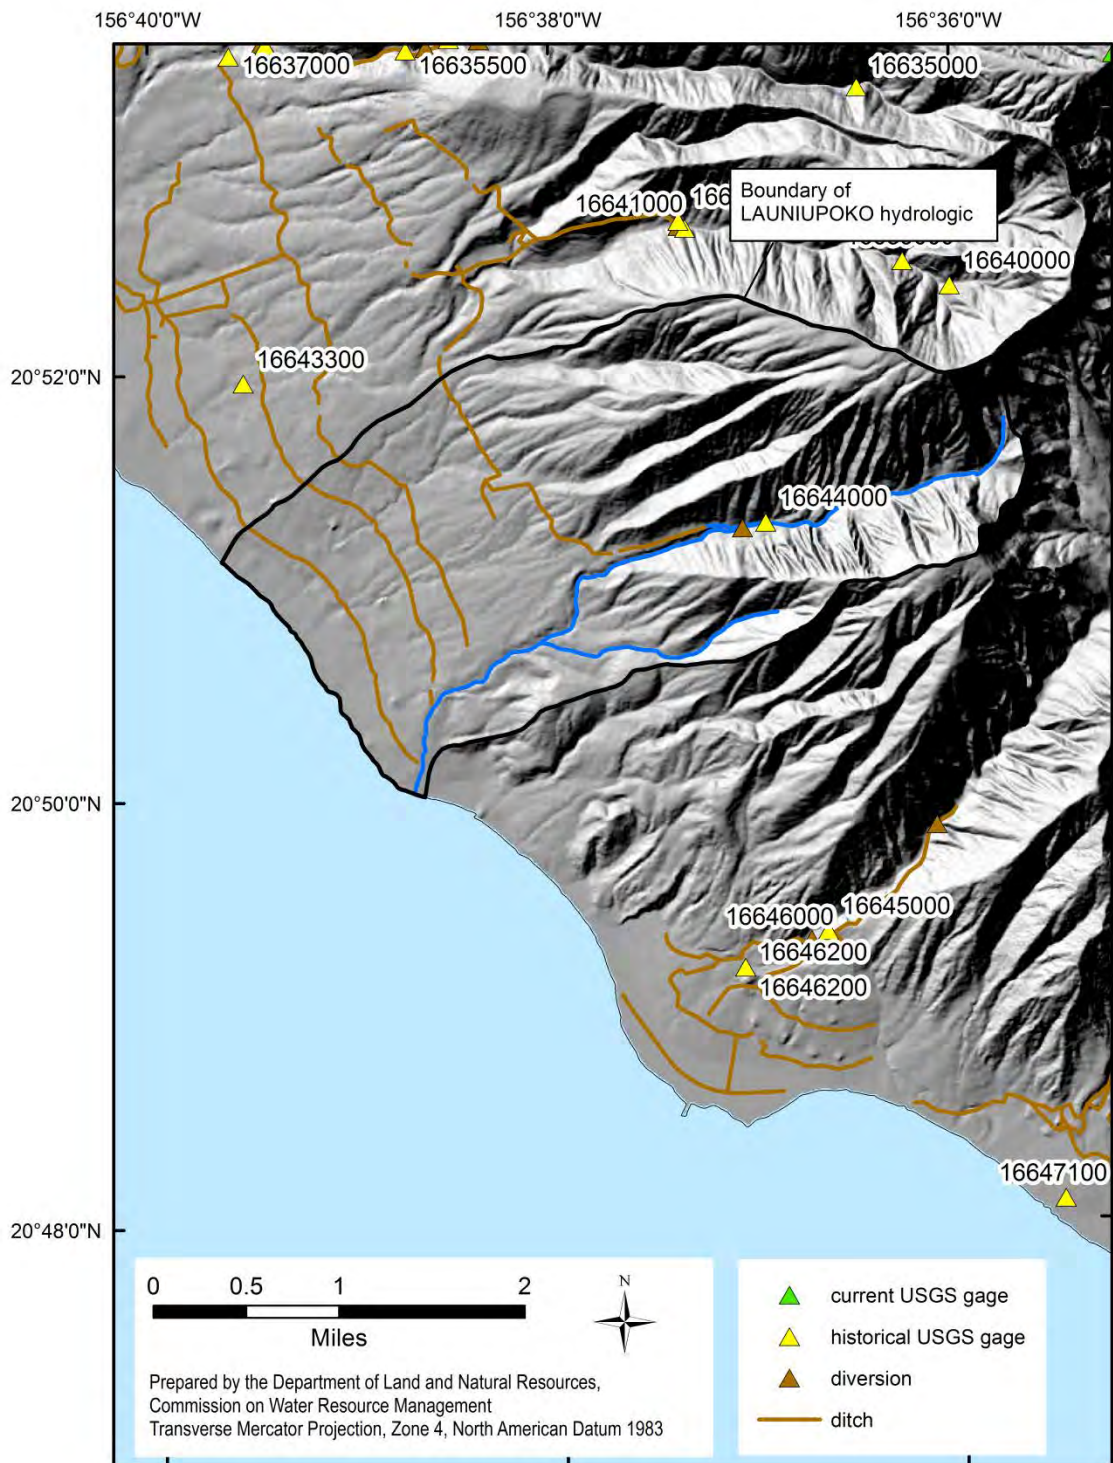 156°40'0"W 156°38'0"W 156°36'0"W
16637000 16635500 16635000
16641000
Boundary of
LAUNIUPOKO hydrologic
16640000
16643300
20°52'0"N
16644000
20°50'0"N
16645000
16646000
16646200
16646200
16647100
20°48'0"N
0 0.5 1 2
Miles
N
Prepared by the Department of Land and Natural Resources,
Commission on Water Resource Management
Transverse Mercator Projection, Zone 4, North American Datum 1983
current USGS gage
historical USGS gage
diversion
ditch